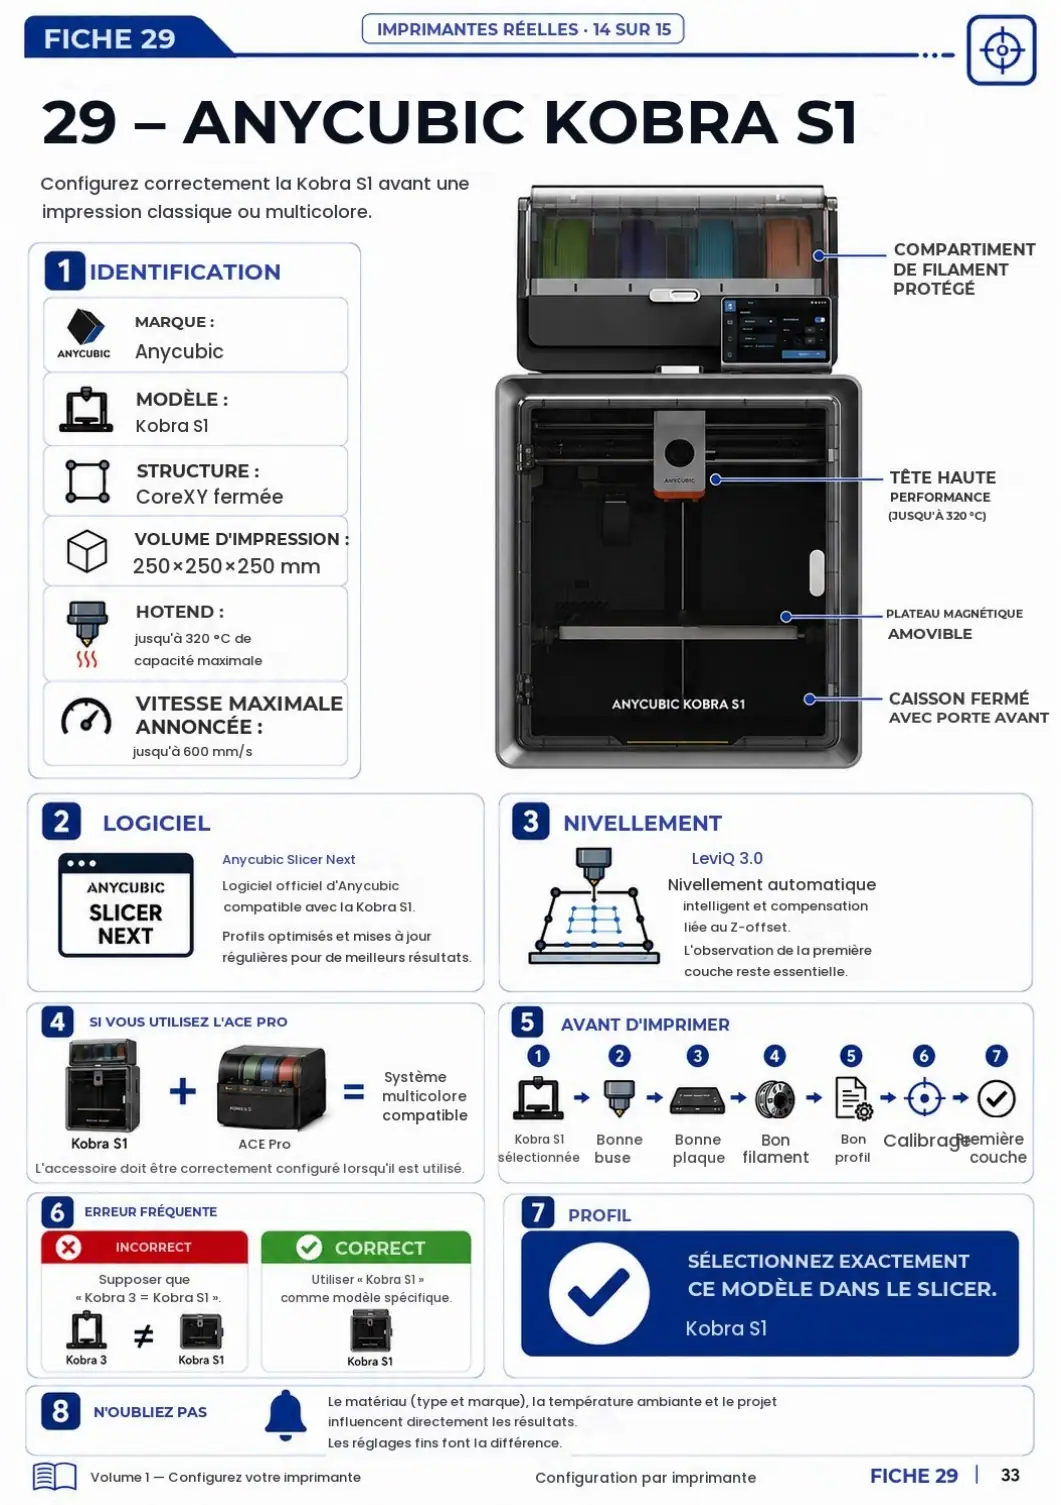 FICHE 29
IMPRIMANTES RÉELLES · 14 SUR 15
29 – ANYCUBIC KOBRA S1
Configurez correctement la Kobra S1 avant une
impression classique ou multicolore.
1 IDENTIFICATION
ANYCUBIC
MARQUE :
Anycubic
MODÈLE :
Kobra S1
STRUCTURE :
CoreXY fermée
VOLUME D'IMPRESSION :
250×250×250 mm
HOTEND :
jusqu'à 320 °C de
capacité maximale
VITESSE MAXIMALE
ANNONCÉE :
jusqu'à 600 mm/s
COMPARTIMENT
DE FILAMENT
PROTÉGÉ
ANYCUBIC
TÊTE HAUTE
PERFORMANCE
(JUSQU'À 320 °C)
PLATEAU MAGNÉTIQUE
AMOVIBLE
CAISSON FERMÉ
AVEC PORTE AVANT
ANYCUBIC KOBRA S1
2 LOGICIEL
ANYCUBIC
SLICER
NEXT
Anycubic Slicer Next
Logiciel officiel d'Anycubic
compatible avec la Kobra S1.
Profils optimisés et mises à jour
régulières pour de meilleurs résultats.
3 NIVELLEMENT
LeviQ 3.0
Nivellement automatique
intelligent et compensation
liée au Z-offset.
L'observation de la première
couche reste essentielle.
4 SI VOUS UTILISEZ L'ACE PRO
Kobra S1
+
ACE Pro
=
Système
multicolore
compatible
L'accessoire doit être correctement configuré lorsqu'il est utilisé.
5 AVANT D'IMPRIMER
1 2 3 4 5 6 7
Kobra S1
sélectionnée
Bonne
buse
Bonne
plaque
Bon
filament
Bon
profil
Calibrage
Première
couche
6 ERREUR FRÉQUENTE
INCORRECT
Supposer que
« Kobra 3 = Kobra S1 ».
≠
Kobra 3
Kobra S1
CORRECT
Utiliser « Kobra S1 »
comme modèle spécifique.
Kobra S1
7 PROFIL
SÉLECTIONNEZ EXACTEMENT
CE MODÈLE DANS LE SLICER.
Kobra S1
8 N'OUBLIEZ PAS
Le matériau (type et marque), la température ambiante et le projet
influencent directement les résultats.
Les réglages fins font la différence.
Volume 1 — Configurez votre imprimante
Configuration par imprimante
FICHE 29 | 33